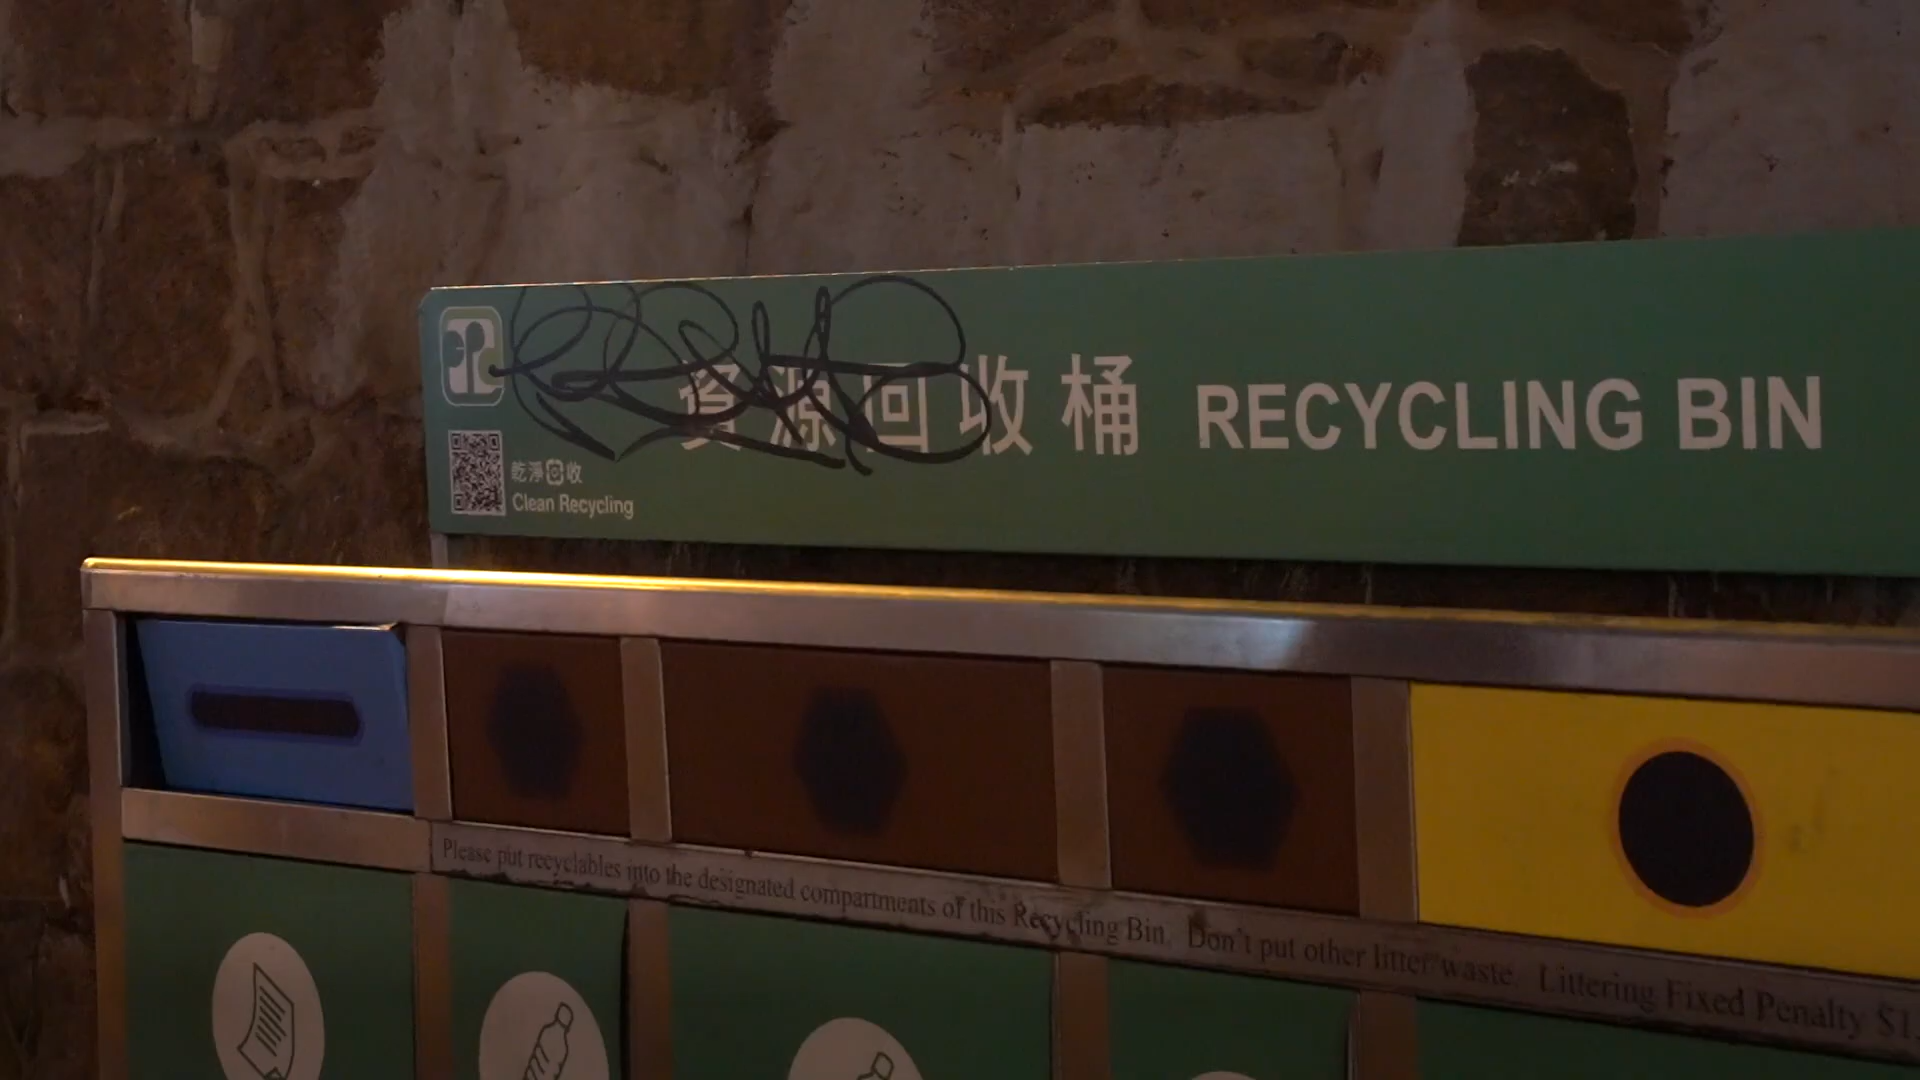 資源回收桶 RECYCLING BIN
乾淨回收
Clean Recycling
Please put recyclables into the designated compartments of this Recycling Bin. Don't put other litter/waste. Littering Fixed Penalty $1,